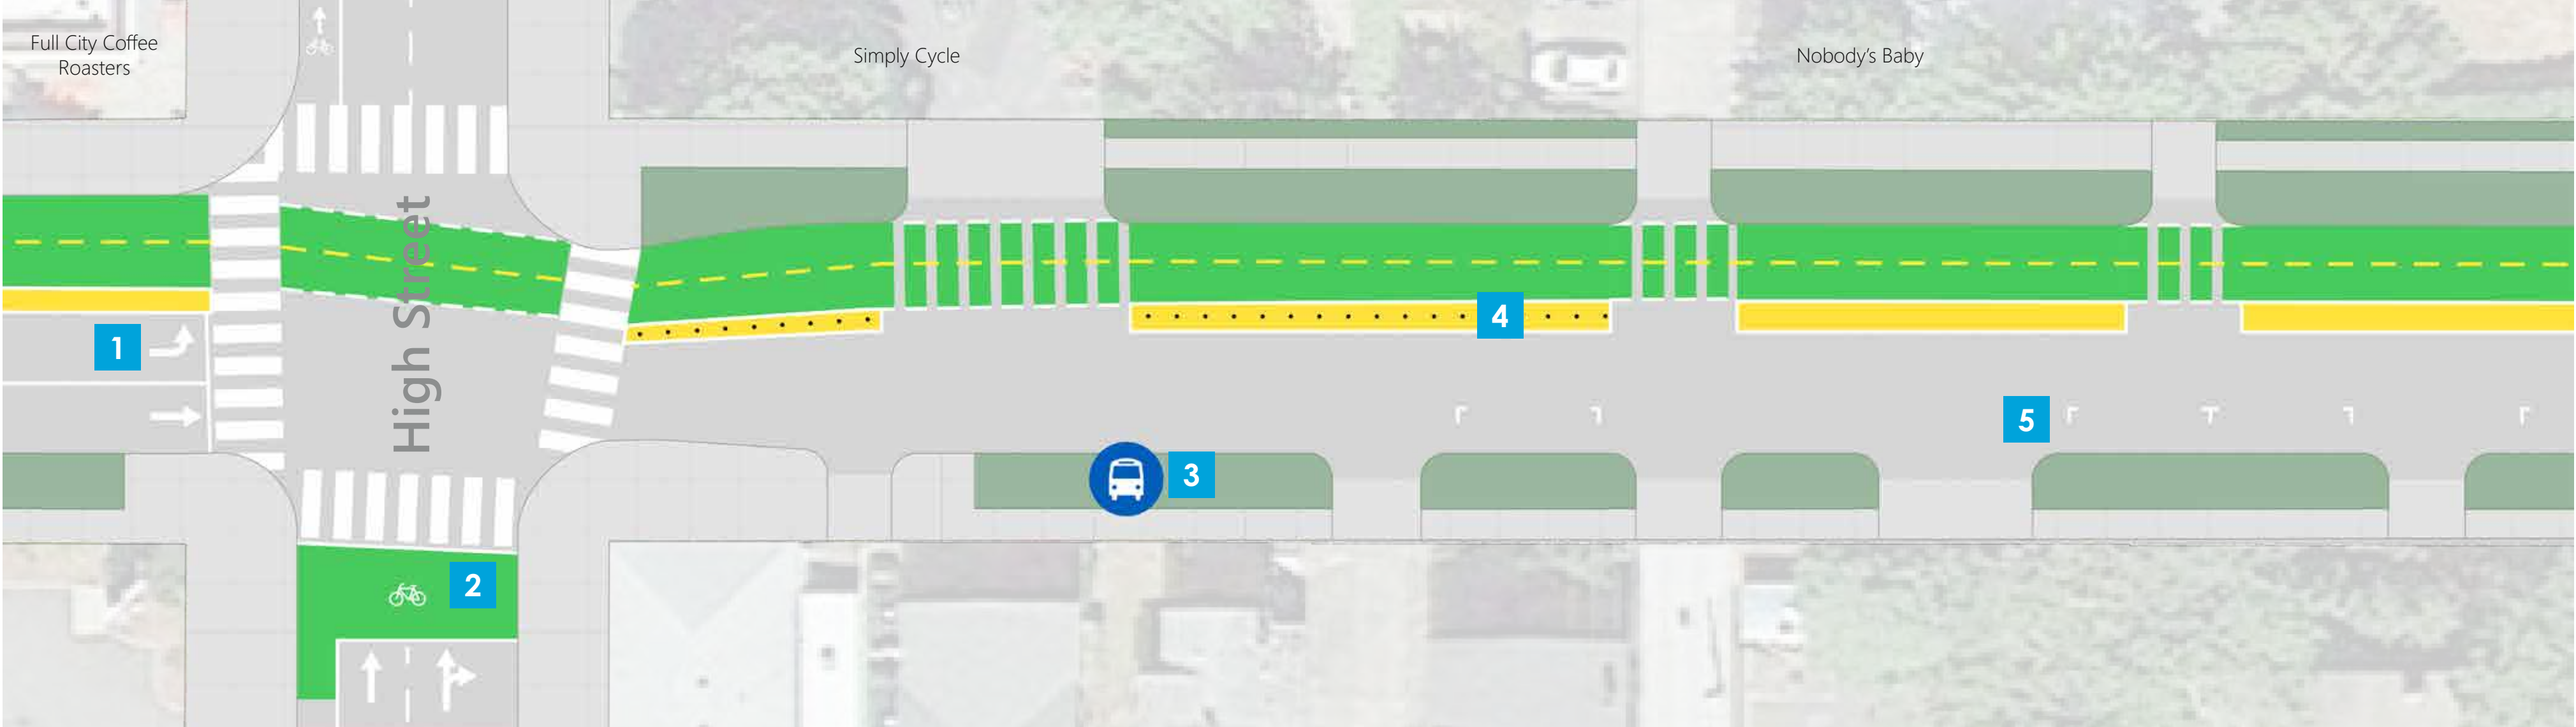 Full City Coffee
Roasters
Simply Cycle
Nobody's Baby
High Street
1
2
3
4
5